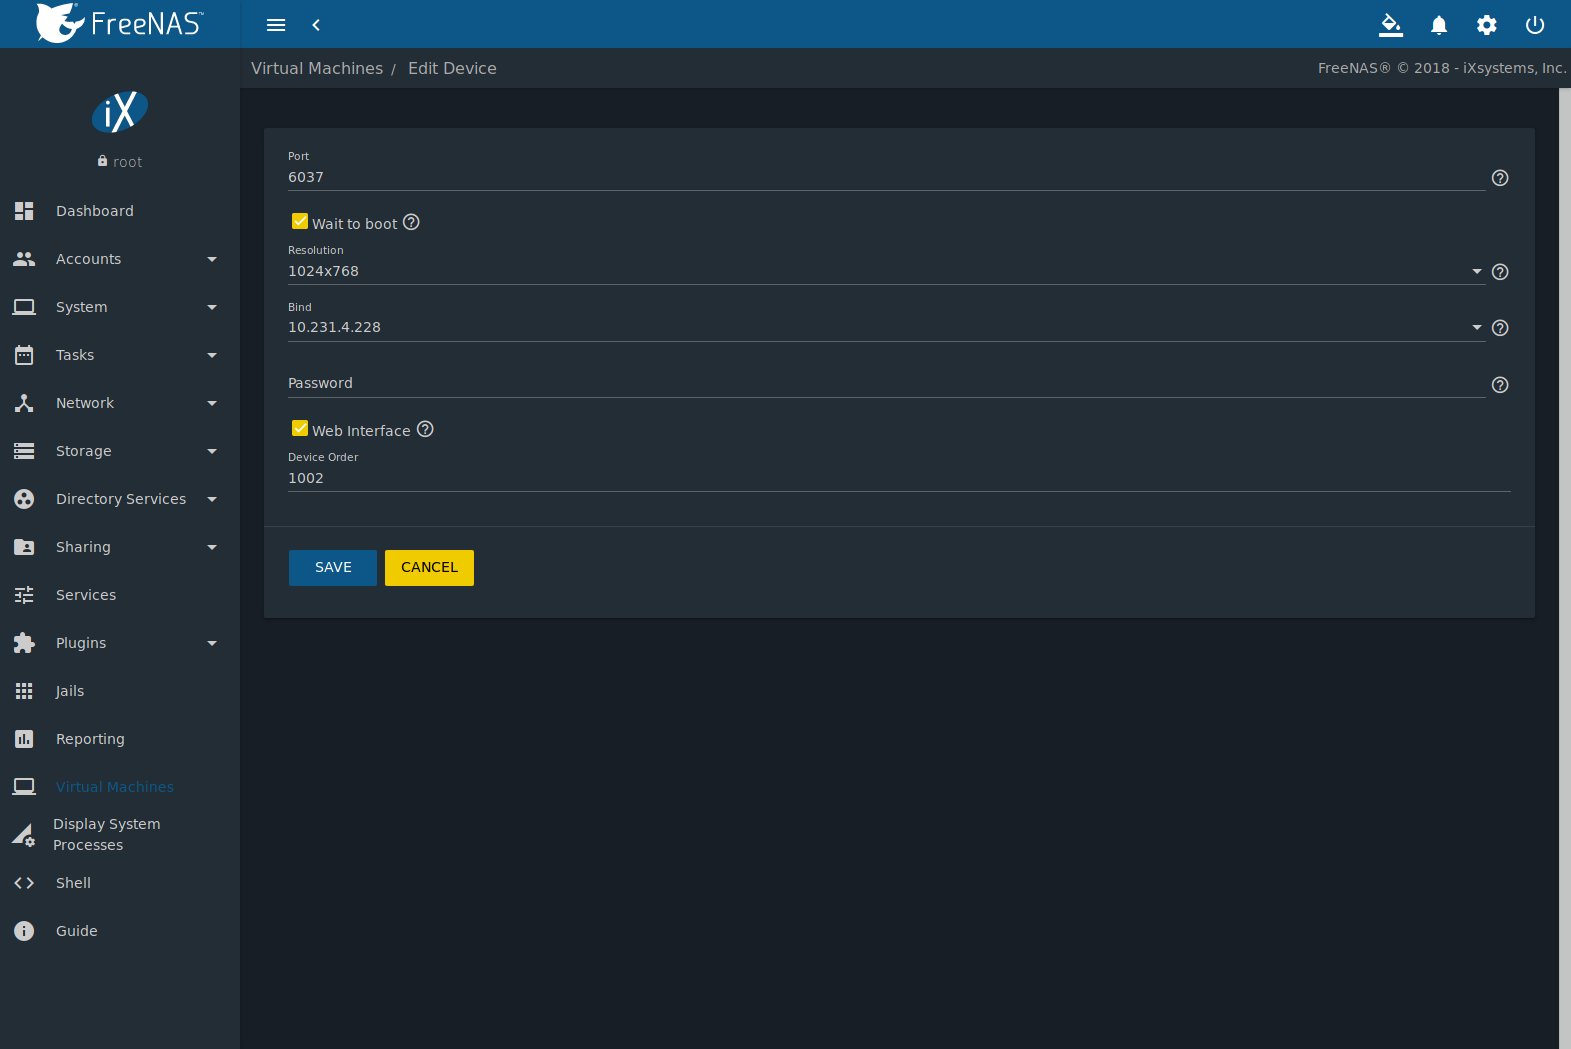 FreeNAS™
Virtual Machines / Edit Device
FreeNAS® © 2018 - iXsystems, Inc.
iX
root
Dashboard
Accounts
System
Tasks
Network
Storage
Directory Services
Sharing
Services
Plugins
Jails
Reporting
Virtual Machines
Display System
Processes
Shell
Guide
Port
6037
Wait to boot
Resolution
1024x768
Bind
10.231.4.228
Password
Web Interface
Device Order
1002
SAVE CANCEL